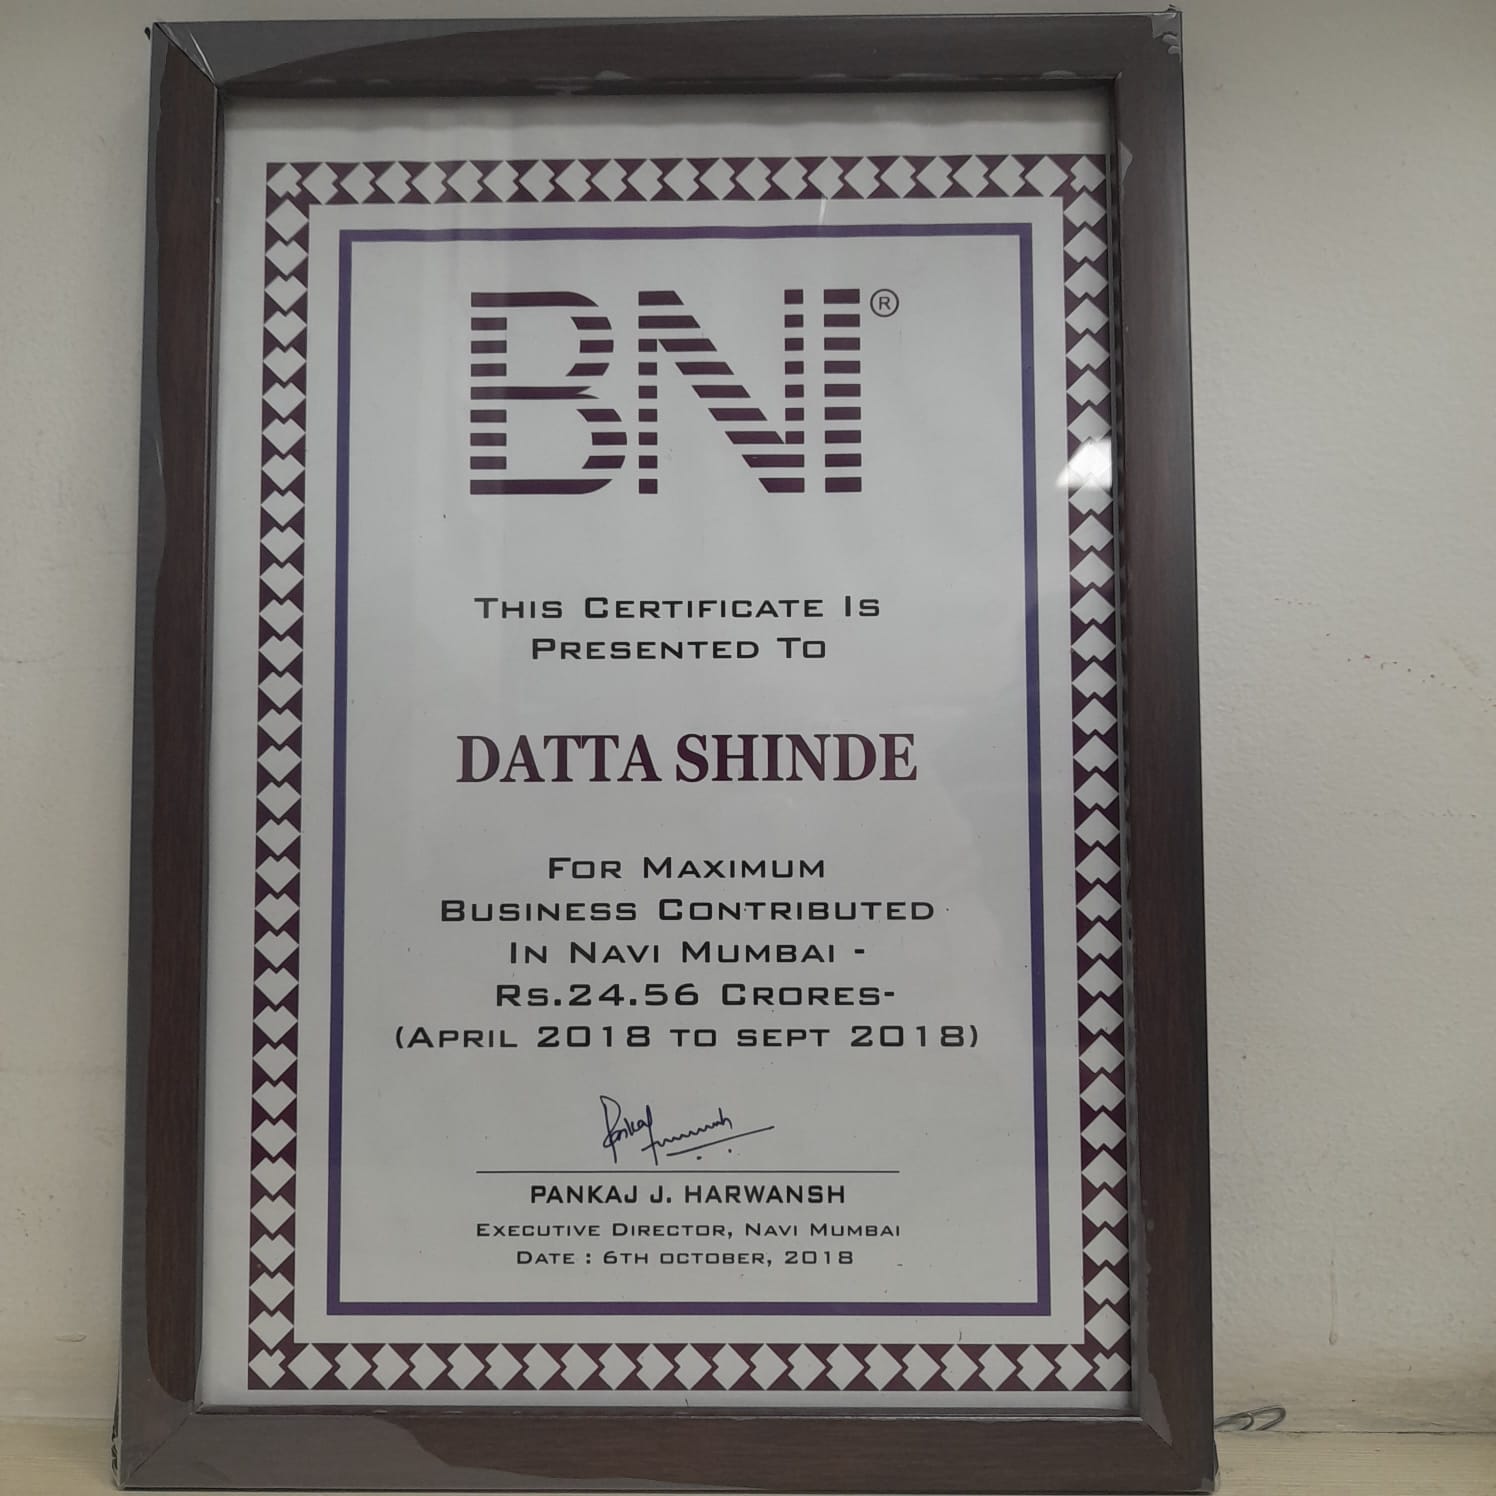 BNI®
THIS CERTIFICATE IS
PRESENTED TO
DATTA SHINDE
FOR MAXIMUM
BUSINESS CONTRIBUTED
IN NAVI MUMBAI -
RS.24.56 CRORES-
(APRIL 2018 TO SEPT 2018)
PANKAJ J. HARWANSH
EXECUTIVE DIRECTOR, NAVI MUMBAI
DATE : 6TH OCTOBER, 2018